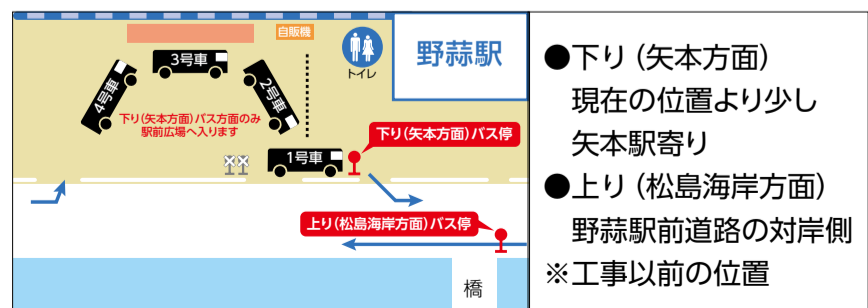 自販機
トイレ
野蒜駅
3号車
4号車
2号車
下り(矢本方面)バス方面のみ
駅前広場へ入ります
下り(矢本方面)バス停
1号車
上り(松島海岸方面)バス停
橋
●下り(矢本方面)
現在の位置より少し
矢本駅寄り
●上り(松島海岸方面)
野蒜駅前道路の対岸側
※工事以前の位置